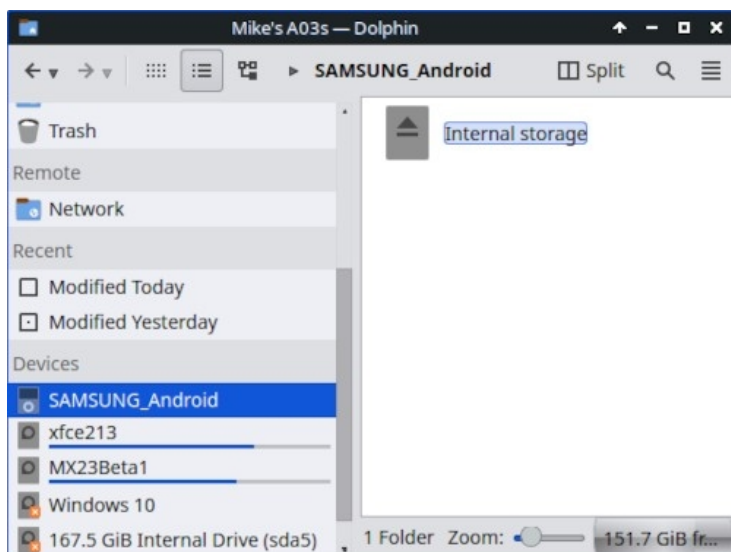 Mike's A03s — Dolphin
SAMSUNG_Android
Split
Trash
Remote
Network
Recent
Modified Today
Modified Yesterday
Devices
SAMSUNG_Android
xfce213
MX23Beta1
Windows 10
167.5 GiB Internal Drive (sda5)
Internal storage
1 Folder Zoom: 151.7 GiB fr...